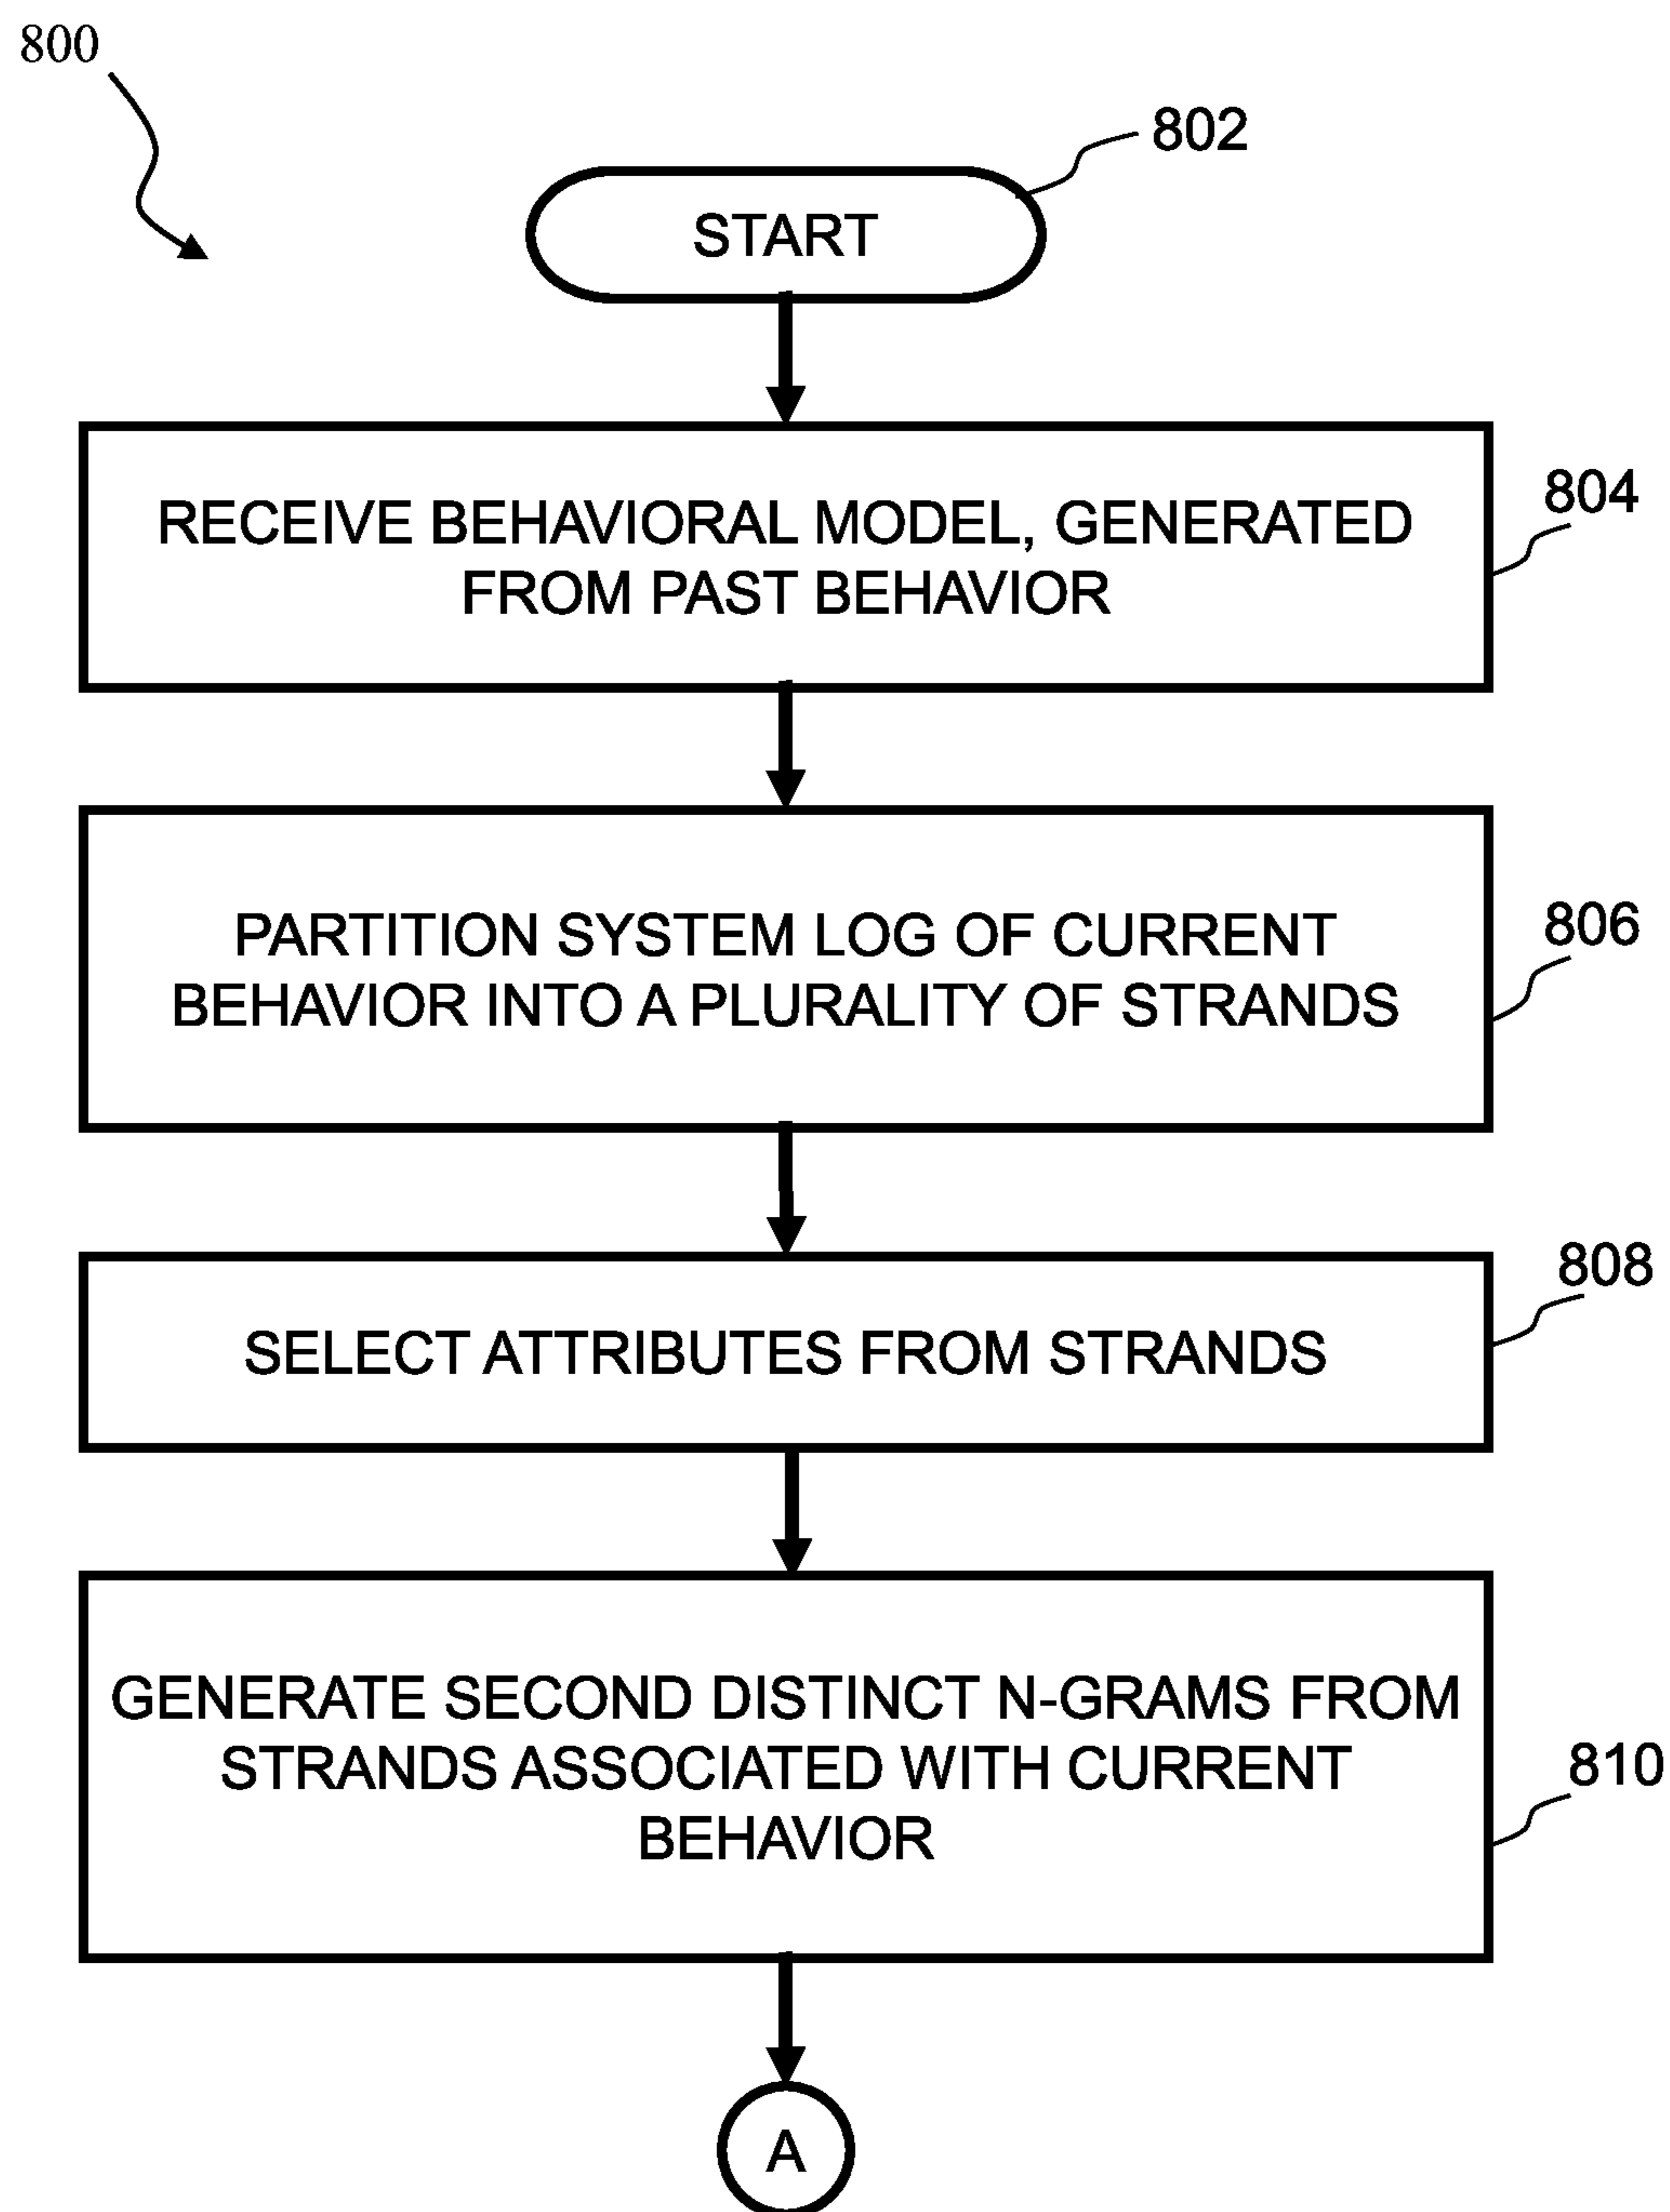 800
802
START
804
RECEIVE BEHAVIORAL MODEL, GENERATED
FROM PAST BEHAVIOR
806
PARTITION SYSTEM LOG OF CURRENT
BEHAVIOR INTO A PLURALITY OF STRANDS
808
SELECT ATTRIBUTES FROM STRANDS
GENERATE SECOND DISTINCT N-GRAMS FROM
STRANDS ASSOCIATED WITH CURRENT
810
BEHAVIOR
A